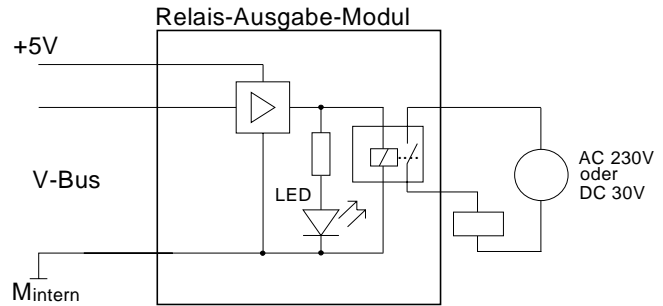 Relais-Ausgabe-Modul
+5V
V-Bus
LED
AC 230V
oder
DC 30V
Mintern